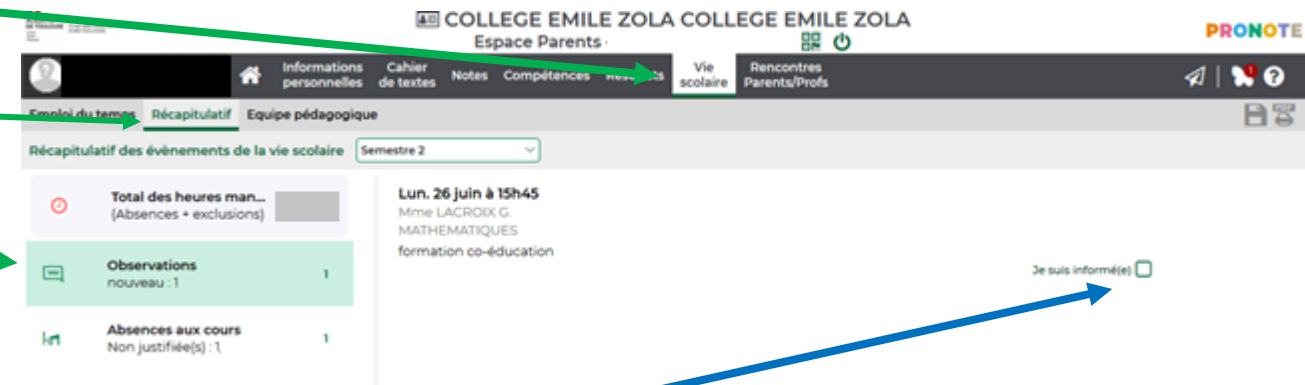 COLLEGE EMILE ZOLA COLLEGE EMILE ZOLA
Espace Parents
PRONOTE
Informations personnelles
Cahier de textes
Notes
Compétences
Vie scolaire
Rencontres Parents/Profs
Emploi du temps
Récapitulatif
Equipe pédagogique
Récapitulatif des évènements de la vie scolaire
Semestre 2
Total des heures man...
(Absences + exclusions)
Lun. 26 juin à 15h45
Mme LACROIX G.
MATHEMATIQUES
formation co-éducation
Observations 1
nouveau : 1
Je suis informé(e)
Absences aux cours 1
Non justifiée(s) : 1,